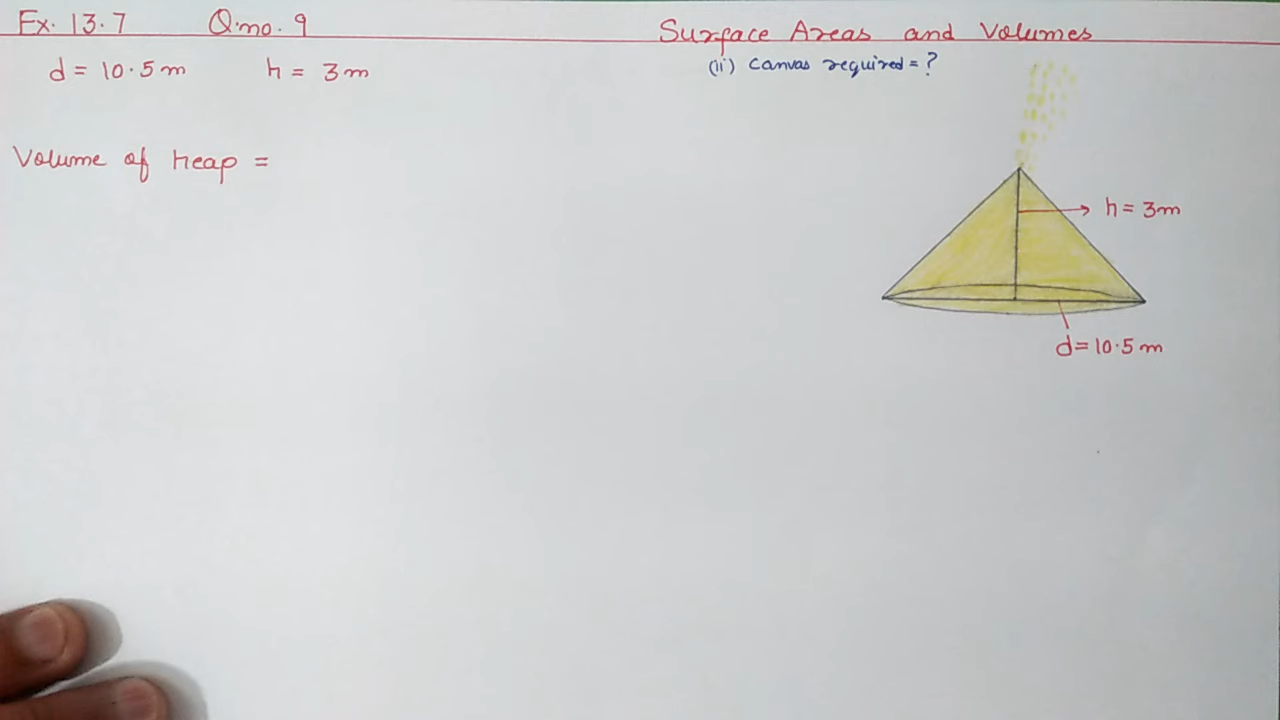 Ex. 13.7 Q.no. 9 Surface Areas and Volumes
d = 10.5 m h = 3 m (ii) Canvas required = ?
Volume of heap =
h = 3m
d = 10.5 m